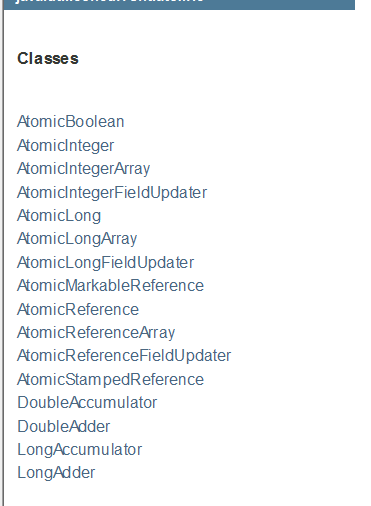 Classes
AtomicBoolean
AtomicInteger
AtomicIntegerArray
AtomicIntegerFieldUpdater
AtomicLong
AtomicLongArray
AtomicLongFieldUpdater
AtomicMarkableReference
AtomicReference
AtomicReferenceArray
AtomicReferenceFieldUpdater
AtomicStampedReference
DoubleAccumulator
DoubleAdder
LongAccumulator
LongAdder